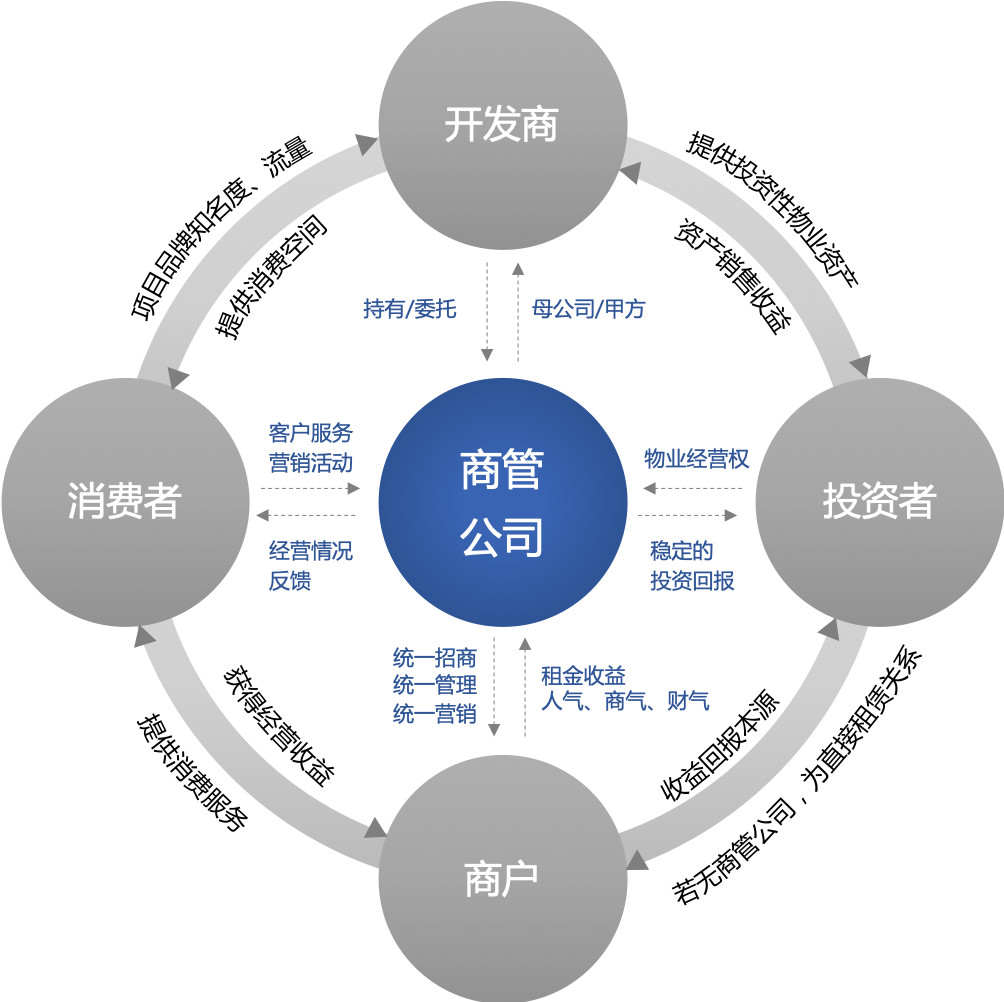 开发商
提供投资性物业资产
资产销售收益
项目品牌知名度、流量
提供消费空间
持有/委托
母公司/甲方
消费者
客户服务
营销活动
经营情况
反馈
商管
公司
物业经营权
稳定的
投资回报
投资者
统一招商
统一管理
统一营销
租金收益
人气、商气、财气
获得经营收益
提供消费服务
收益回报本源
若无商管公司，为直接租赁关系
商户